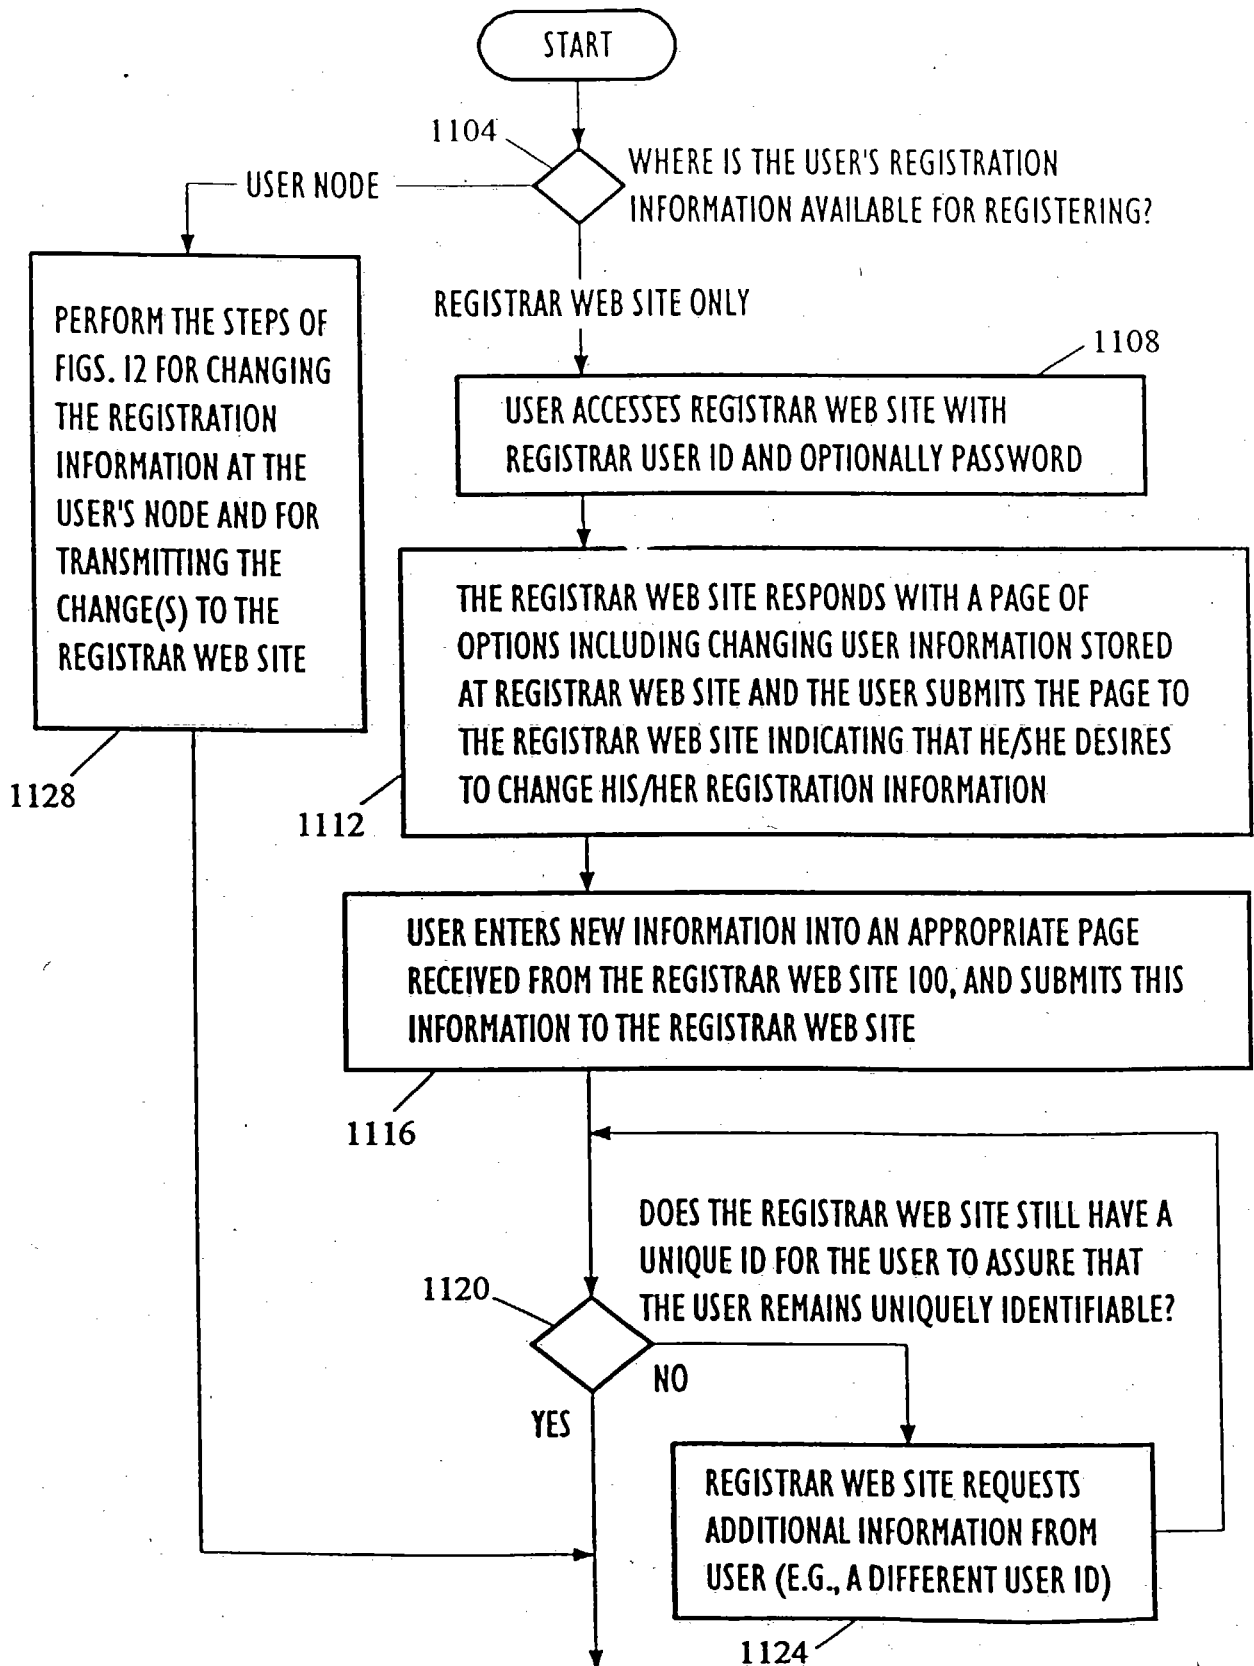 START
1104
WHERE IS THE USER'S REGISTRATION
INFORMATION AVAILABLE FOR REGISTERING?
USER NODE
REGISTRAR WEB SITE ONLY
PERFORM THE STEPS OF
FIGS. 12 FOR CHANGING
THE REGISTRATION
INFORMATION AT THE
USER'S NODE AND FOR
TRANSMITTING THE
CHANGE(S) TO THE
REGISTRAR WEB SITE
1128
1108
USER ACCESSES REGISTRAR WEB SITE WITH
REGISTRAR USER ID AND OPTIONALLY PASSWORD
THE REGISTRAR WEB SITE RESPONDS WITH A PAGE OF
OPTIONS INCLUDING CHANGING USER INFORMATION STORED
AT REGISTRAR WEB SITE AND THE USER SUBMITS THE PAGE TO
THE REGISTRAR WEB SITE INDICATING THAT HE/SHE DESIRES
TO CHANGE HIS/HER REGISTRATION INFORMATION
1112
USER ENTERS NEW INFORMATION INTO AN APPROPRIATE PAGE
RECEIVED FROM THE REGISTRAR WEB SITE 100, AND SUBMITS THIS
INFORMATION TO THE REGISTRAR WEB SITE
1116
DOES THE REGISTRAR WEB SITE STILL HAVE A
UNIQUE ID FOR THE USER TO ASSURE THAT
THE USER REMAINS UNIQUELY IDENTIFIABLE?
1120
NO
YES
REGISTRAR WEB SITE REQUESTS
ADDITIONAL INFORMATION FROM
USER (E.G., A DIFFERENT USER ID)
1124